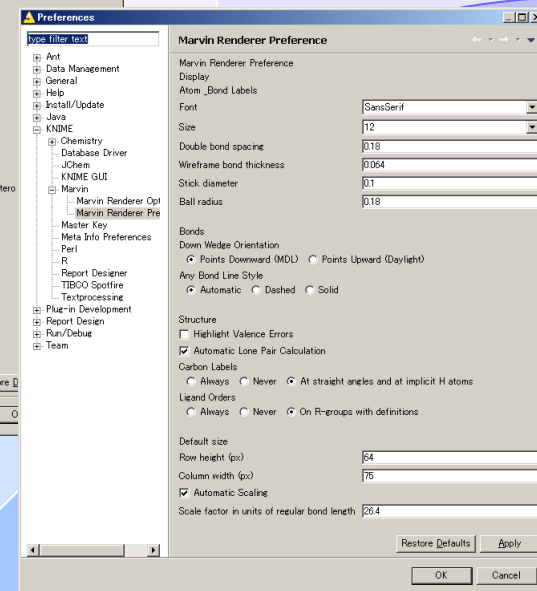 Preferences
type filter text
Ant
Data Management
General
Help
Install/Update
Java
KNIME
Chemistry
Database Driver
JChem
KNIME GUI
Marvin
Marvin Renderer Opt
Marvin Renderer Pre
Master Key
Meta Info Preferences
Perl
R
Report Designer
TIBCO Spotfire
Textprocessing
Plug-in Development
Report Design
Run/Debug
Team
Marvin Renderer Preference
Marvin Renderer Preference
Display
Atom _Bond Labels
Font SansSerif
Size 12
Double bond spacing 0.18
Wireframe bond thickness 0.064
Stick diameter 0.1
Ball radius 0.18
Bonds
Down Wedge Orientation
Points Downward (MDL) Points Upward (Daylight)
Any Bond Line Style
Automatic Dashed Solid
Structure
Highlight Valence Errors
Automatic Lone Pair Calculation
Carbon Labels
Always Never At straight angles and at implicit H atoms
Ligand Orders
Always Never On R-groups with definitions
Default size
Row height (px) 64
Column width (px) 75
Automatic Scaling
Scale factor in units of regular bond length 26.4
Restore Defaults Apply
OK Cancel
tero
re D
O